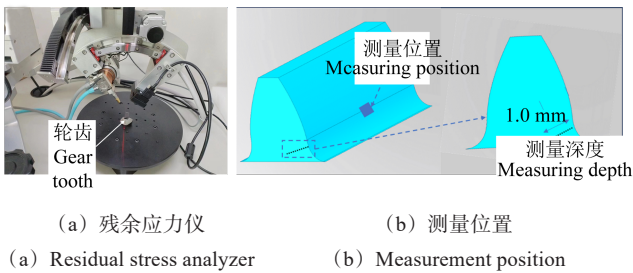 轮齿
Gear
tooth
测量位置
Mcasuring position
1.0 mm
测量深度
Measuring depth
（a）残余应力仪
（b）测量位置
（a）Residual stress analyzer
（b）Measurement position